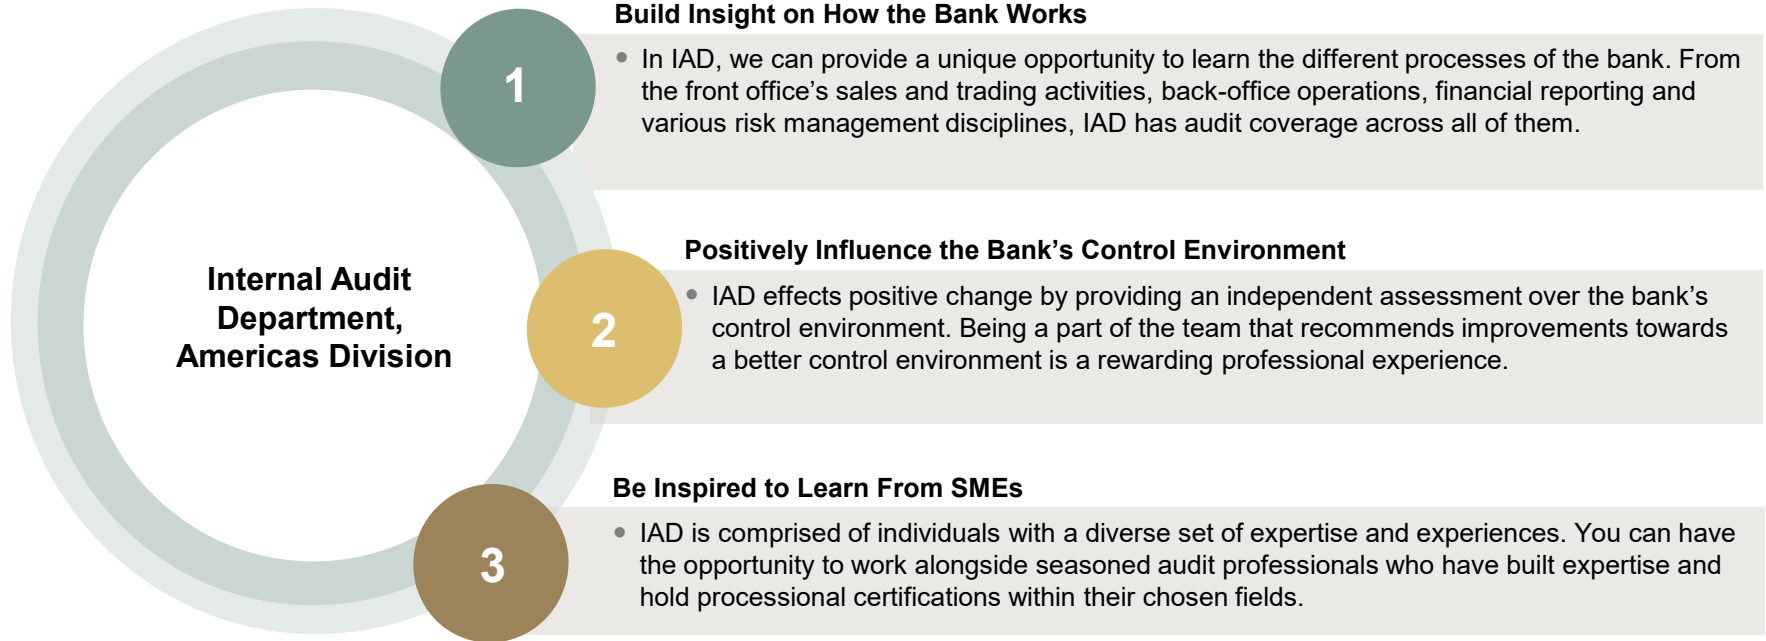 Build Insight on How the Bank Works
1
• In IAD, we can provide a unique opportunity to learn the different processes of the bank. From
the front office’s sales and trading activities, back-office operations, financial reporting and
various risk management disciplines, IAD has audit coverage across all of them.
Internal Audit
Department,
Americas Division
Positively Influence the Bank’s Control Environment
2
• IAD effects positive change by providing an independent assessment over the bank’s
control environment. Being a part of the team that recommends improvements towards
a better control environment is a rewarding professional experience.
Be Inspired to Learn From SMEs
3
• IAD is comprised of individuals with a diverse set of expertise and experiences. You can have
the opportunity to work alongside seasoned audit professionals who have built expertise and
hold processional certifications within their chosen fields.